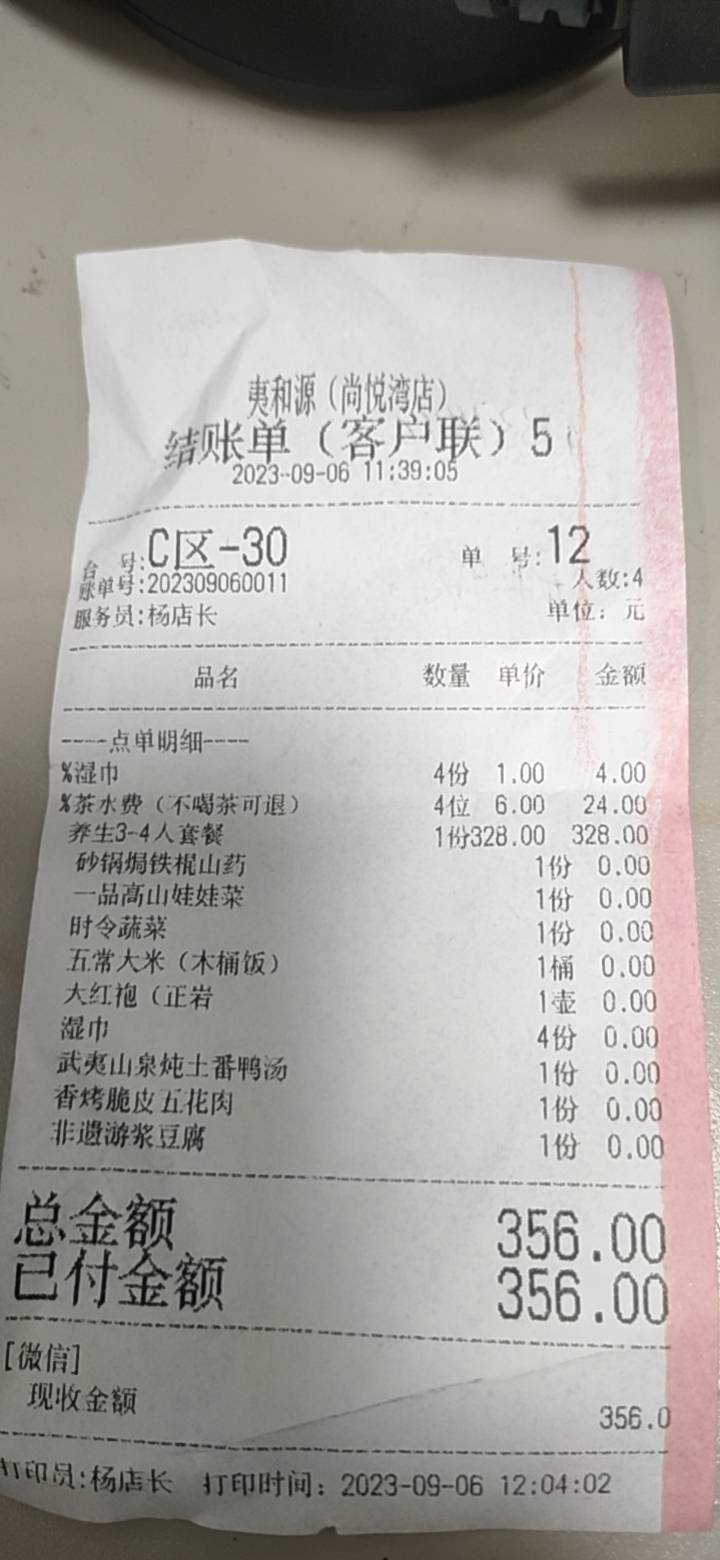 夷和源（尚悦湾店）
结账单（客户联）5
2023-09-06 11:39:05
台 号:C区-30 单 号:12
账单号:202309060011 人数:4
服务员:杨店长 单位：元
品名 数量 单价 金额
----点单明细----
%湿巾 4份 1.00 4.00
%茶水费（不喝茶可退） 4位 6.00 24.00
养生3-4人套餐 1份328.00 328.00
砂锅焗铁棍山药 1份 0.00
一品高山娃娃菜 1份 0.00
时令蔬菜 1份 0.00
五常大米（木桶饭） 1桶 0.00
大红袍（正岩 1壶 0.00
湿巾 4份 0.00
武夷山泉炖土番鸭汤 1份 0.00
香烤脆皮五花肉 1份 0.00
非遗游浆豆腐 1份 0.00
总金额 356.00
已付金额 356.00
[微信]
现收金额 356.0
打印员:杨店长 打印时间：2023-09-06 12:04:02